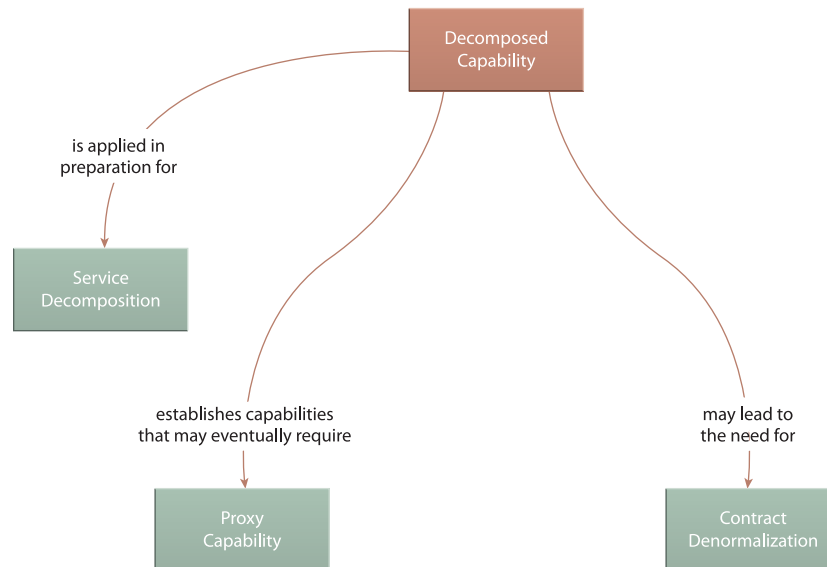 Decomposed
Capability
is applied in
preparation for
Service
Decomposition
establishes capabilities
that may eventually require
may lead to
the need for
Proxy
Capability
Contract
Denormalization